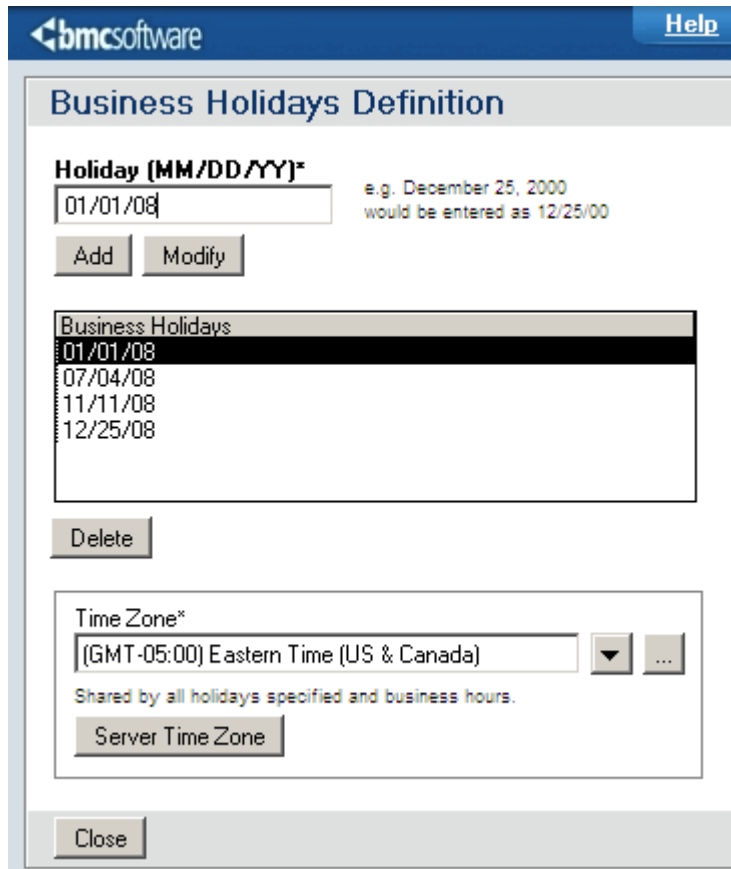 bmcsoftware
Help
Business Holidays Definition
Holiday (MM/DD/YY)*
01/01/08
e.g. December 25, 2000
would be entered as 12/25/00
Add
Modify
Business Holidays
01/01/08
07/04/08
11/11/08
12/25/08
Delete
Time Zone*
(GMT-05:00) Eastern Time (US & Canada)
...
Shared by all holidays specified and business hours.
Server Time Zone
Close